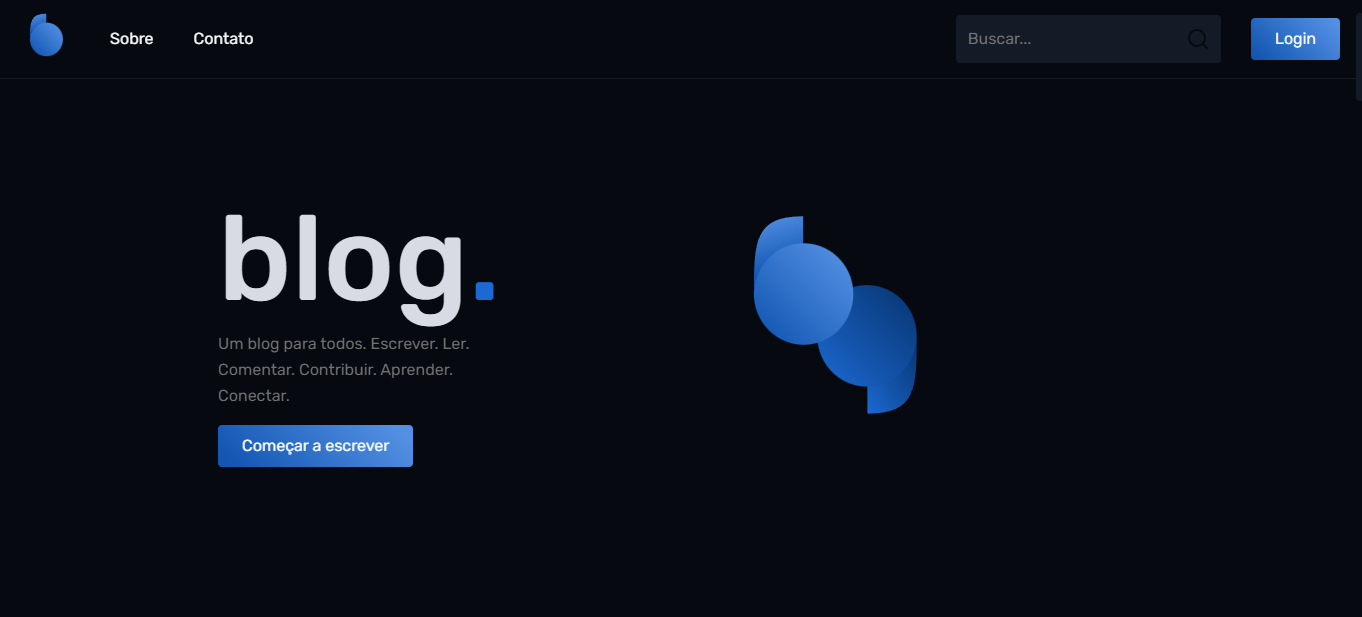 Sobre
Contato
Buscar...
Login
blog.
Um blog para todos. Escrever. Ler.
Comentar. Contribuir. Aprender.
Conectar.
Começar a escrever